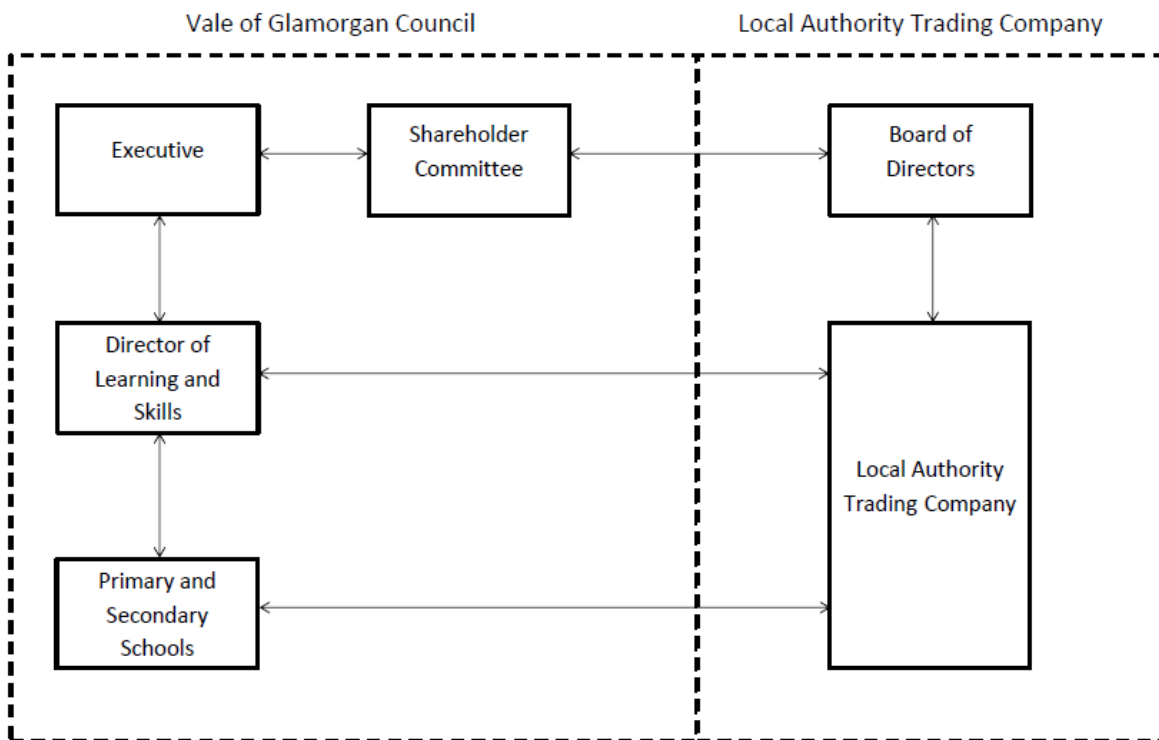 Vale of Glamorgan Council
Local Authority Trading Company
Executive
Shareholder
Committee
Board of
Directors
Director of
Learning and
Skills
Local Authority
Trading Company
Primary and
Secondary
Schools